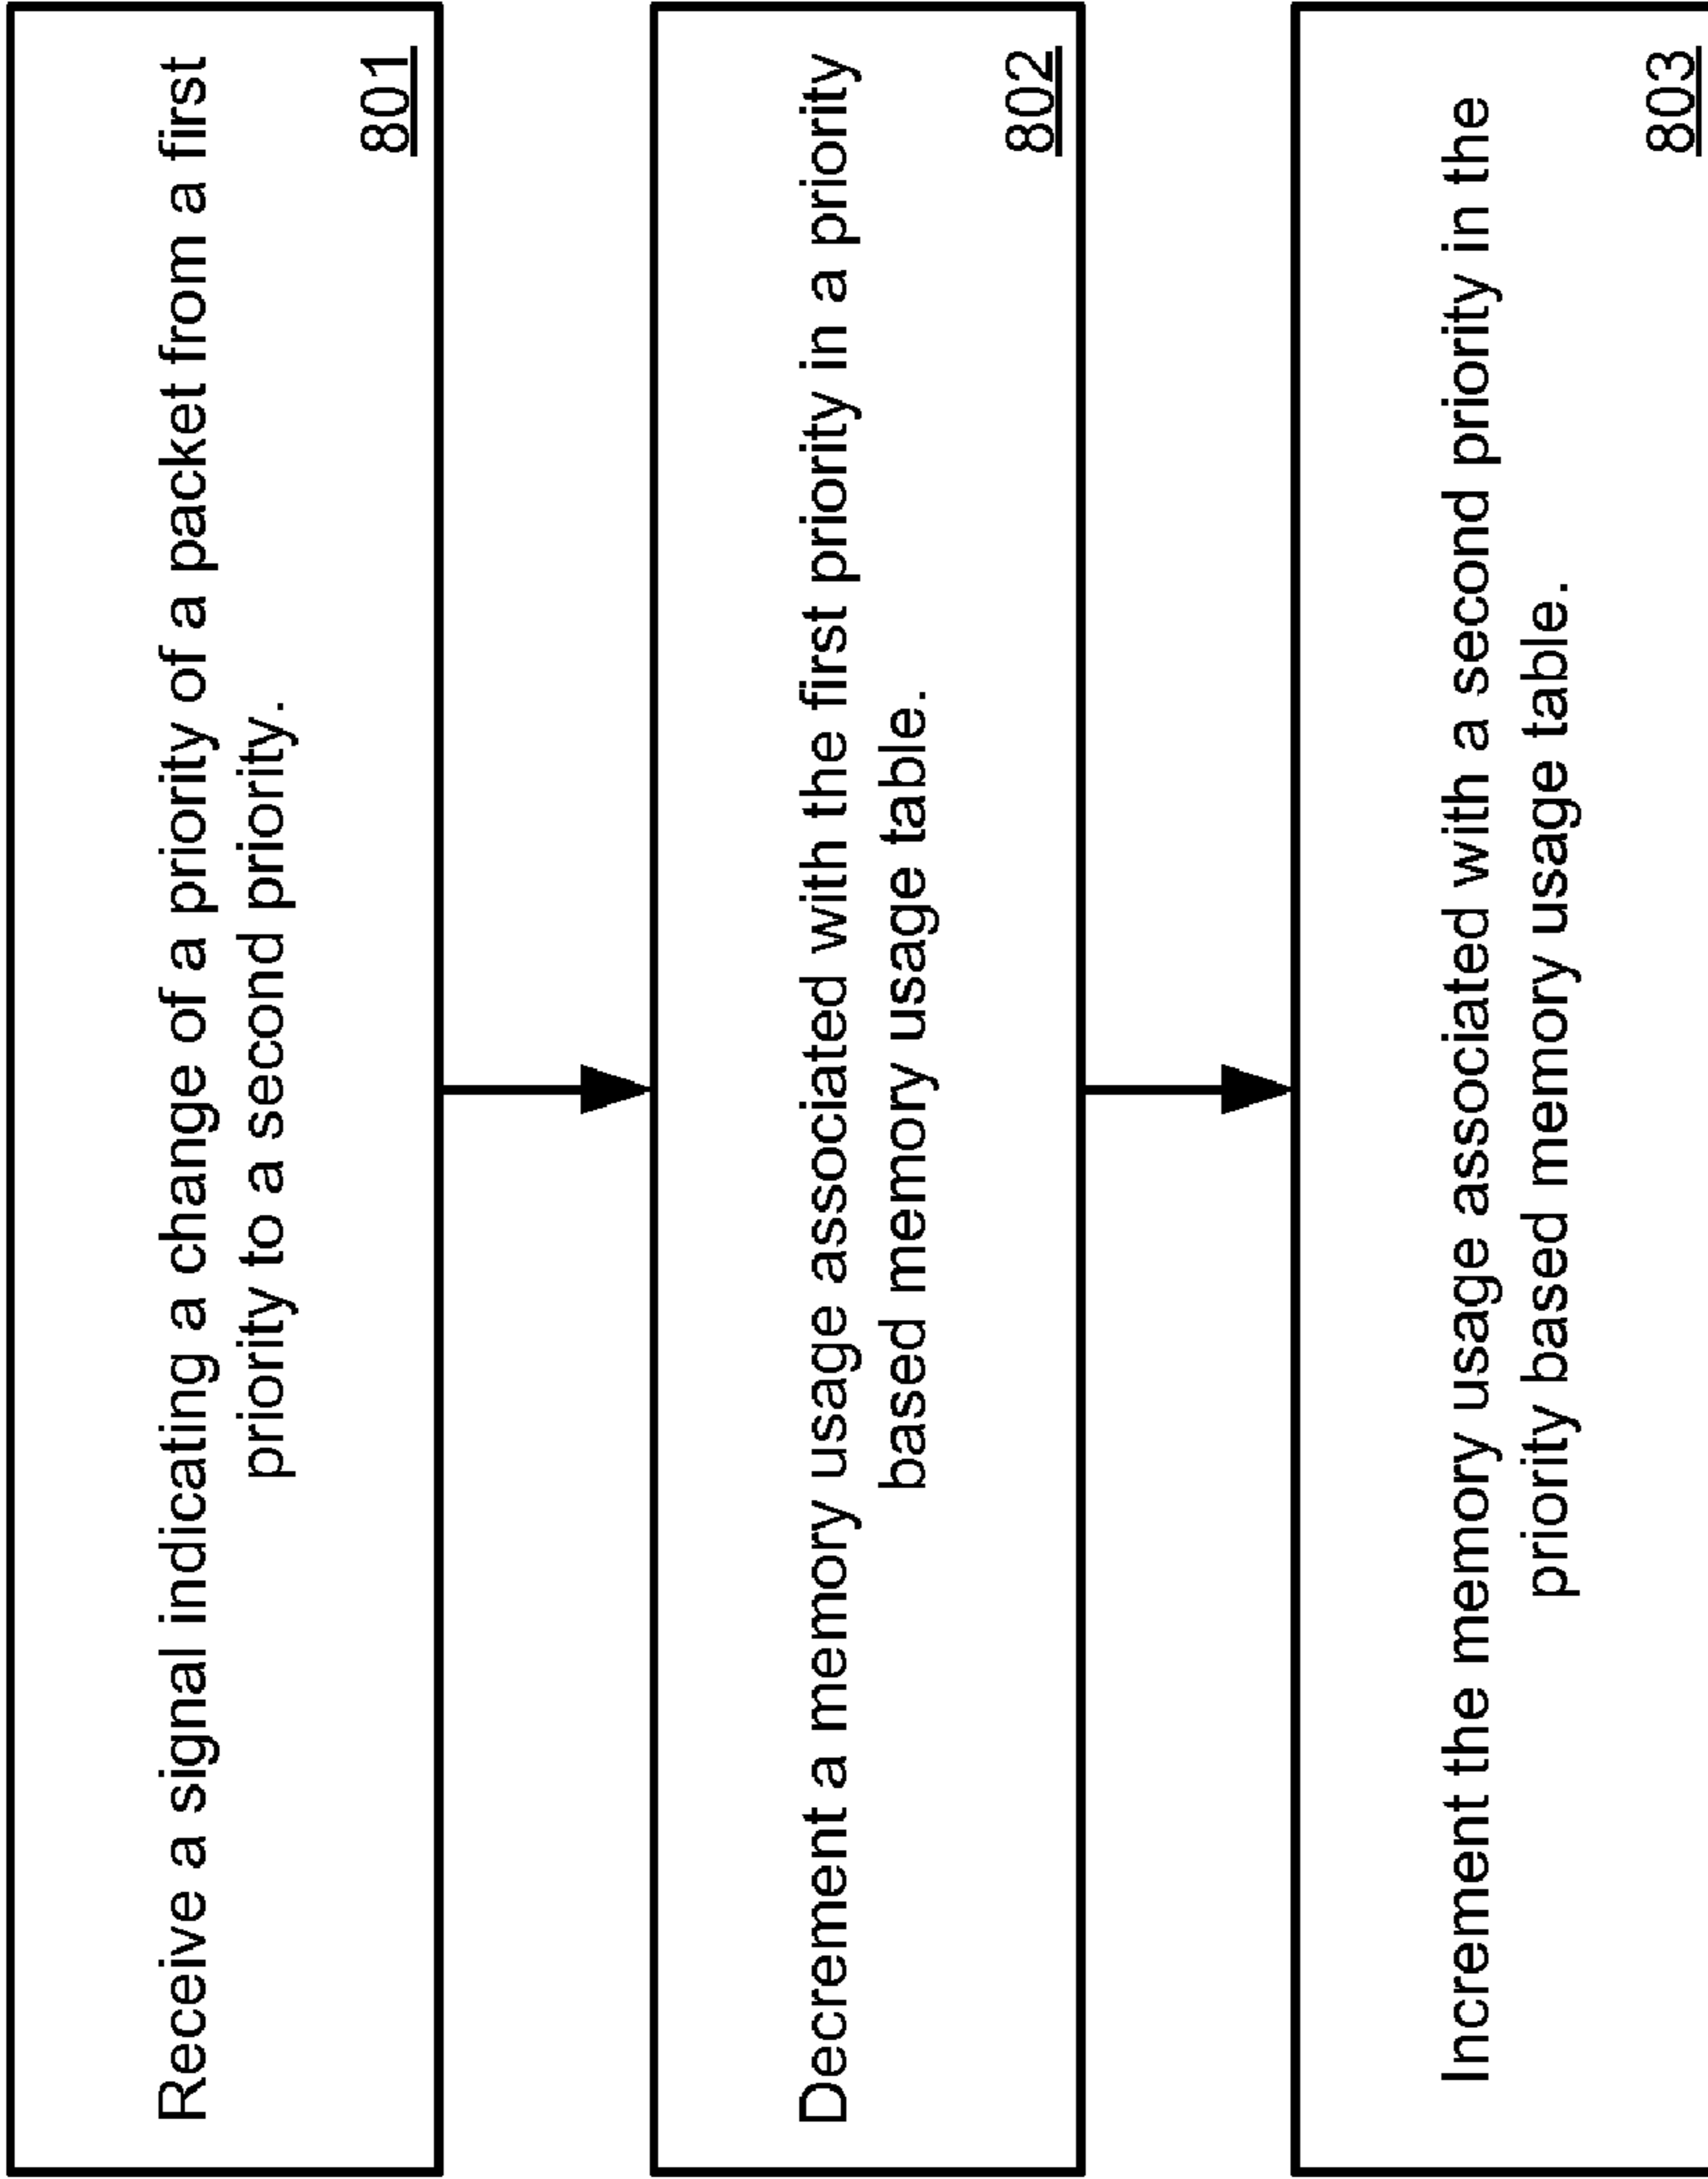 Receive a signal indicating a change of a priority of a packet from a first
priority to a second priority.
801
Decrement a memory usage associated with the first priority in a priority
based memory usage table.
802
Increment the memory usage associated with a second priority in the
priority based memory usage table.
803